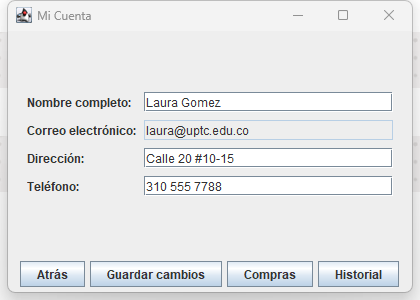 Mi Cuenta
Nombre completo: Laura Gomez
Correo electrónico: laura@uptc.edu.co
Dirección: Calle 20 #10-15
Teléfono: 310 555 7788
Atrás Guardar cambios Compras Historial